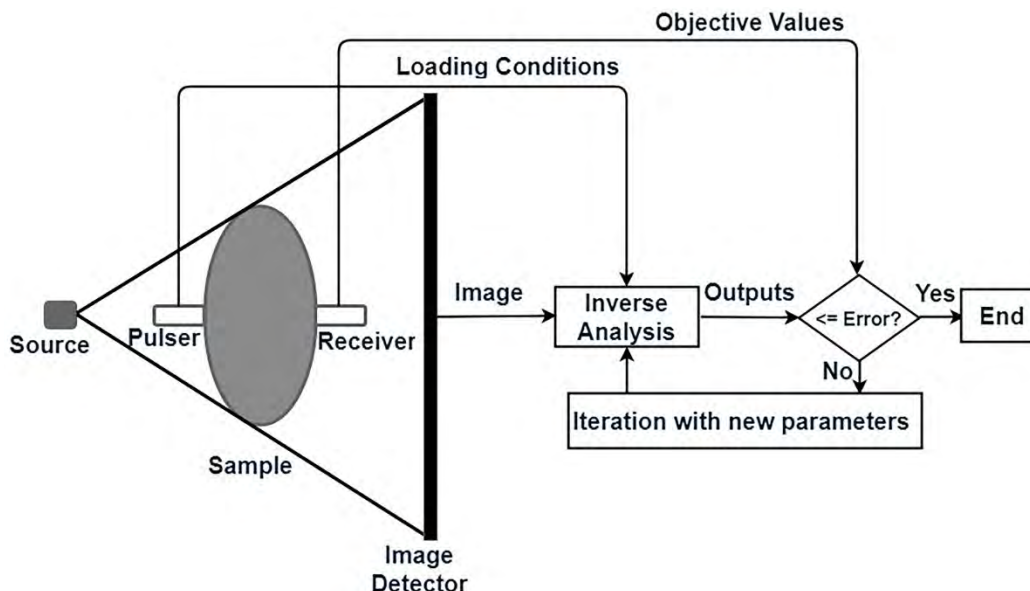 Objective Values
Loading Conditions
Source
Pulser
Receiver
Sample
Image
Detector
Image
Inverse
Analysis
Outputs
<= Error?
Yes
End
No
Iteration with new parameters